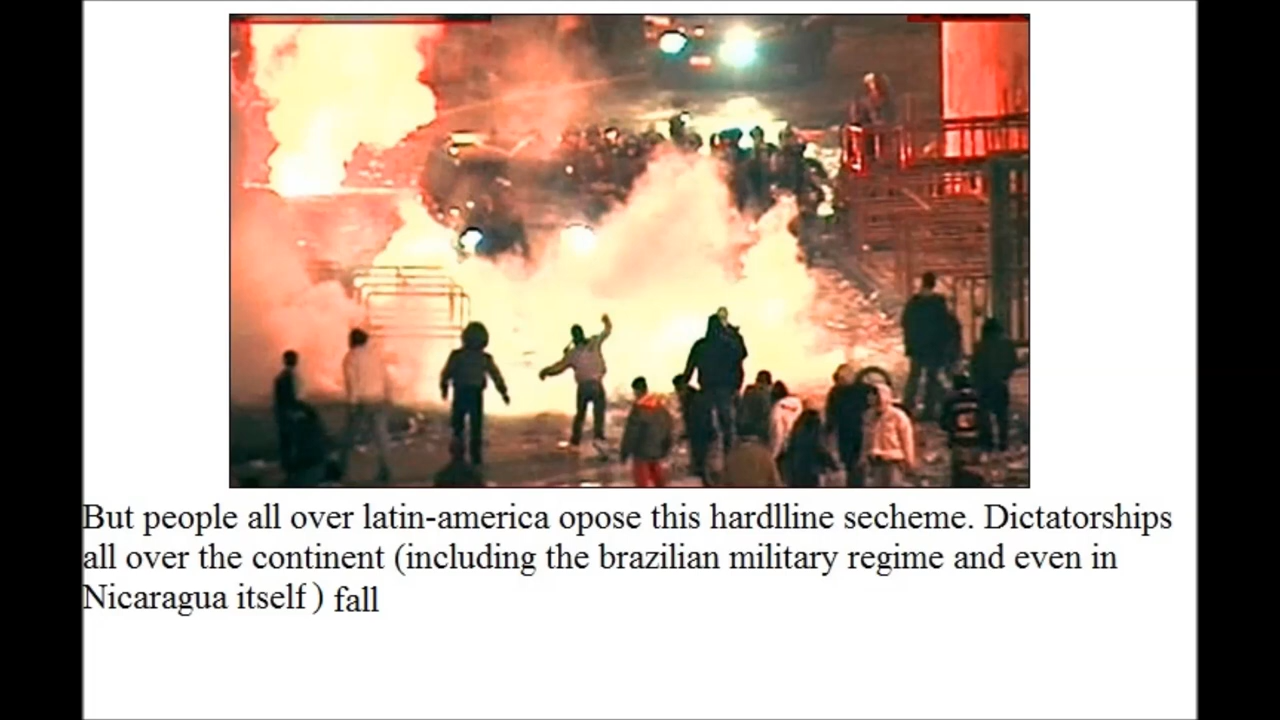 But people all over latin-america opose this hardlline secheme. Dictatorships
all over the continent (including the brazilian military regime and even in
Nicaragua itself ) fall